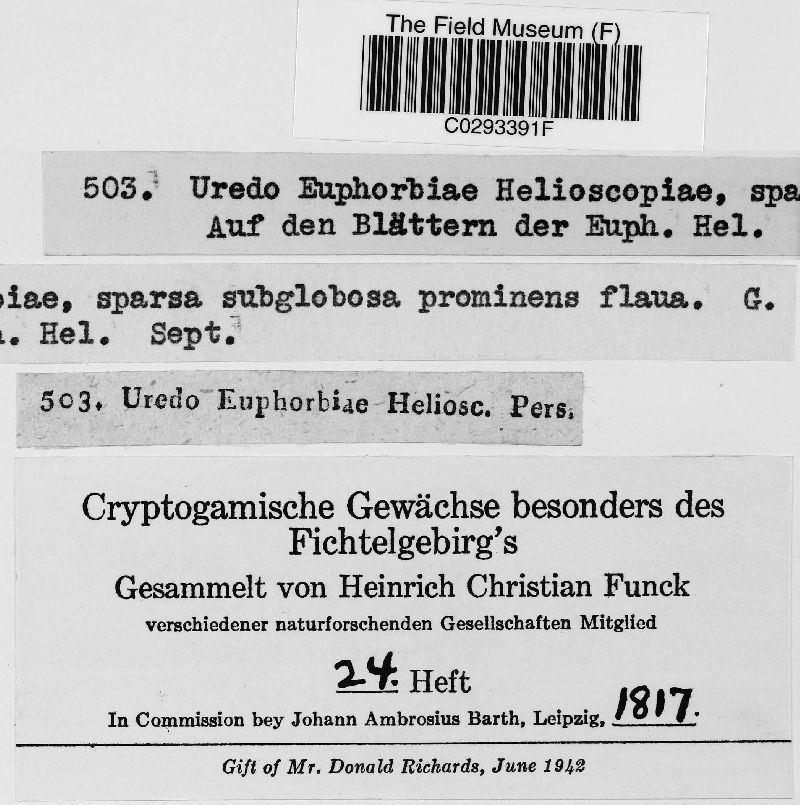 The Field Museum (F)
C0293391F
503. Uredo Euphorbiae Helioscopiae, spa
Auf den Blättern der Euph. Hel.
iae, sparsa subglobosa prominens flaua. G.
. Hel. Sept.
503. Uredo Euphorbiae Heliosc. Pers.
Cryptogamische Gewächse besonders des
Fichtelgebirg's
Gesammelt von Heinrich Christian Funck
verschiedener naturforschenden Gesellschaften Mitglied
24. Heft
In Commission bey Johann Ambrosius Barth, Leipzig, 1817.
Gift of Mr. Donald Richards, June 1942